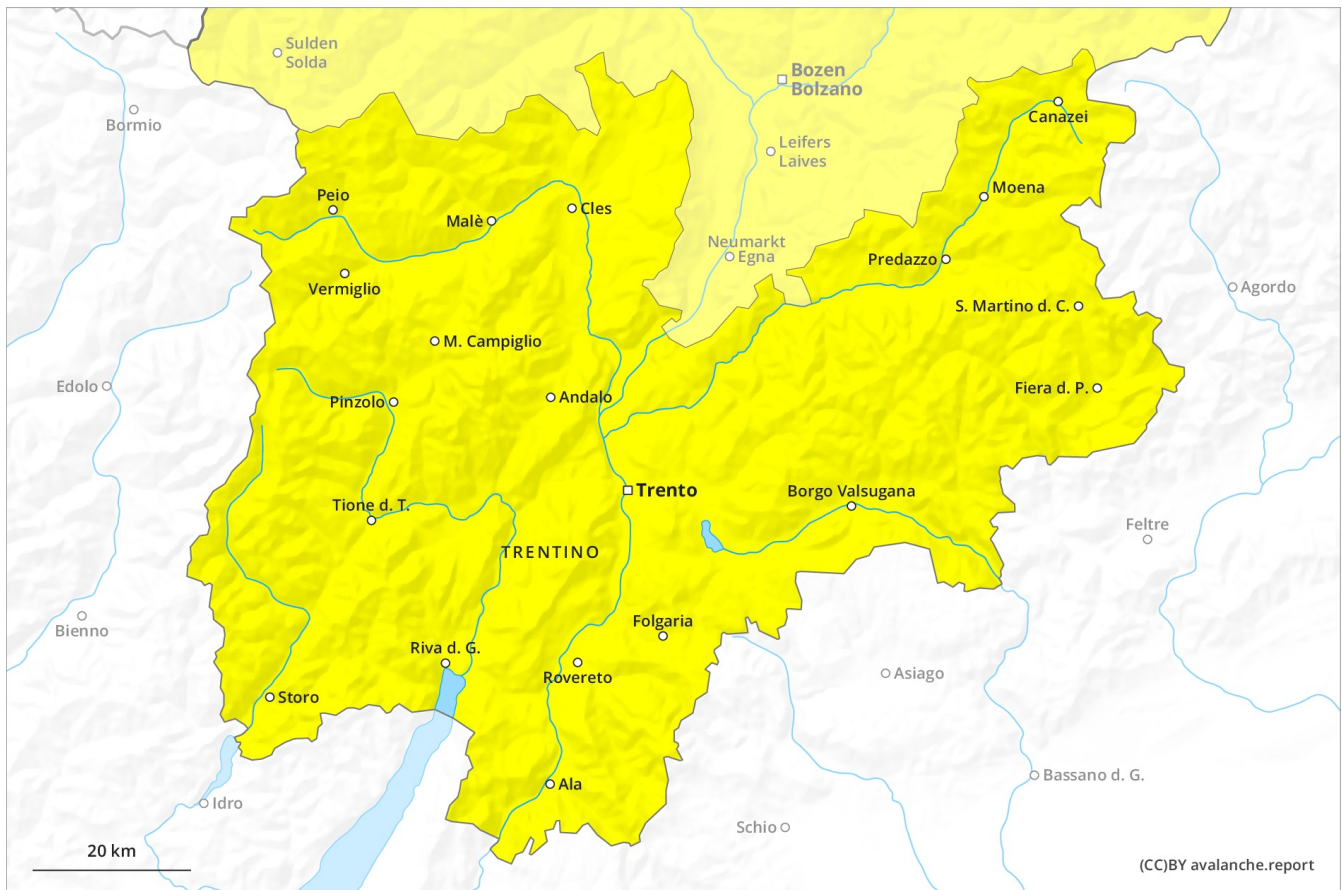 Sulden
Solda
Bozen
Bolzano
Bormio
Canazei
Leifers
Laives
Peio
Moena
Malè
Cles
Neumarkt
Egna
Predazzo
Vermiglio
Agordo
S. Martino d. C.
M. Campiglio
Edolo
Fiera d. P.
Andalo
Pinzolo
Trento
Borgo Valsugana
Tione d. T.
Feltre
TRENTINO
Folgaria
Bienno
Riva d. G.
Asiago
Rovereto
Storo
Bassano d. G.
Ala
Idro
Schio
20 km
(CC)BY avalanche.report